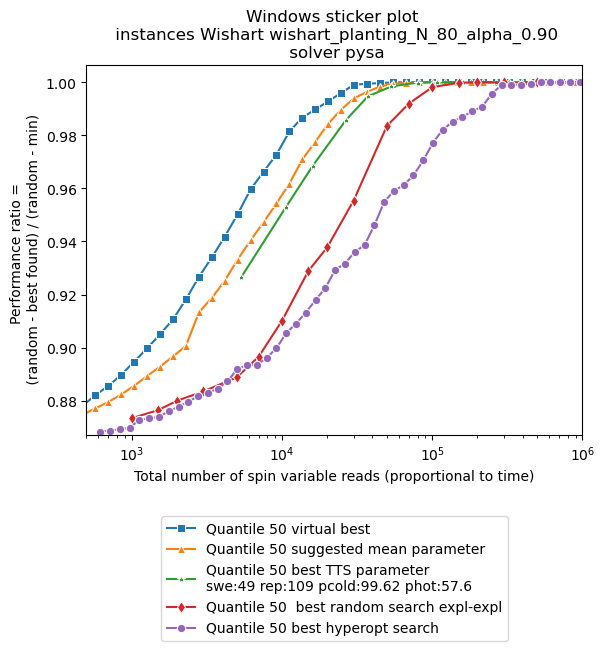 Windows sticker plot
instances Wishart wishart_planting_N_80_alpha_0.90
solver pysa
Performance ratio =
(random - best found) / (random - min)
1.00
0.98
0.96
0.94
0.92
0.90
0.88
10³ 10⁴ 10⁵ 10⁶
Total number of spin variable reads (proportional to time)
Quantile 50 virtual best
Quantile 50 suggested mean parameter
Quantile 50 best TTS parameter
swe:49 rep:109 pcold:99.62 phot:57.6
Quantile 50  best random search expl-expl
Quantile 50 best hyperopt search